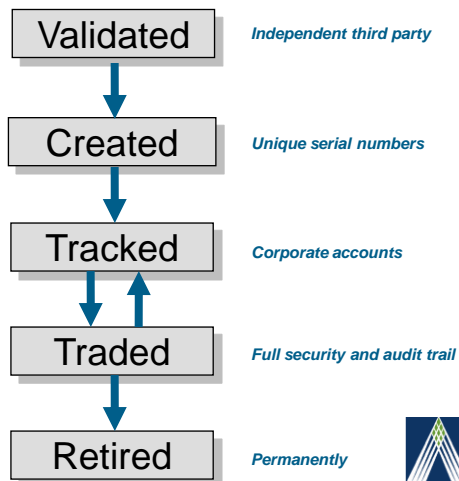 Validated Independent third party
Created Unique serial numbers
Tracked Corporate accounts
Traded Full security and audit trail
Retired Permanently